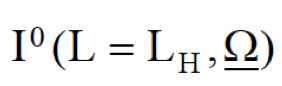 I⁰(L = L_H, Ω̲)